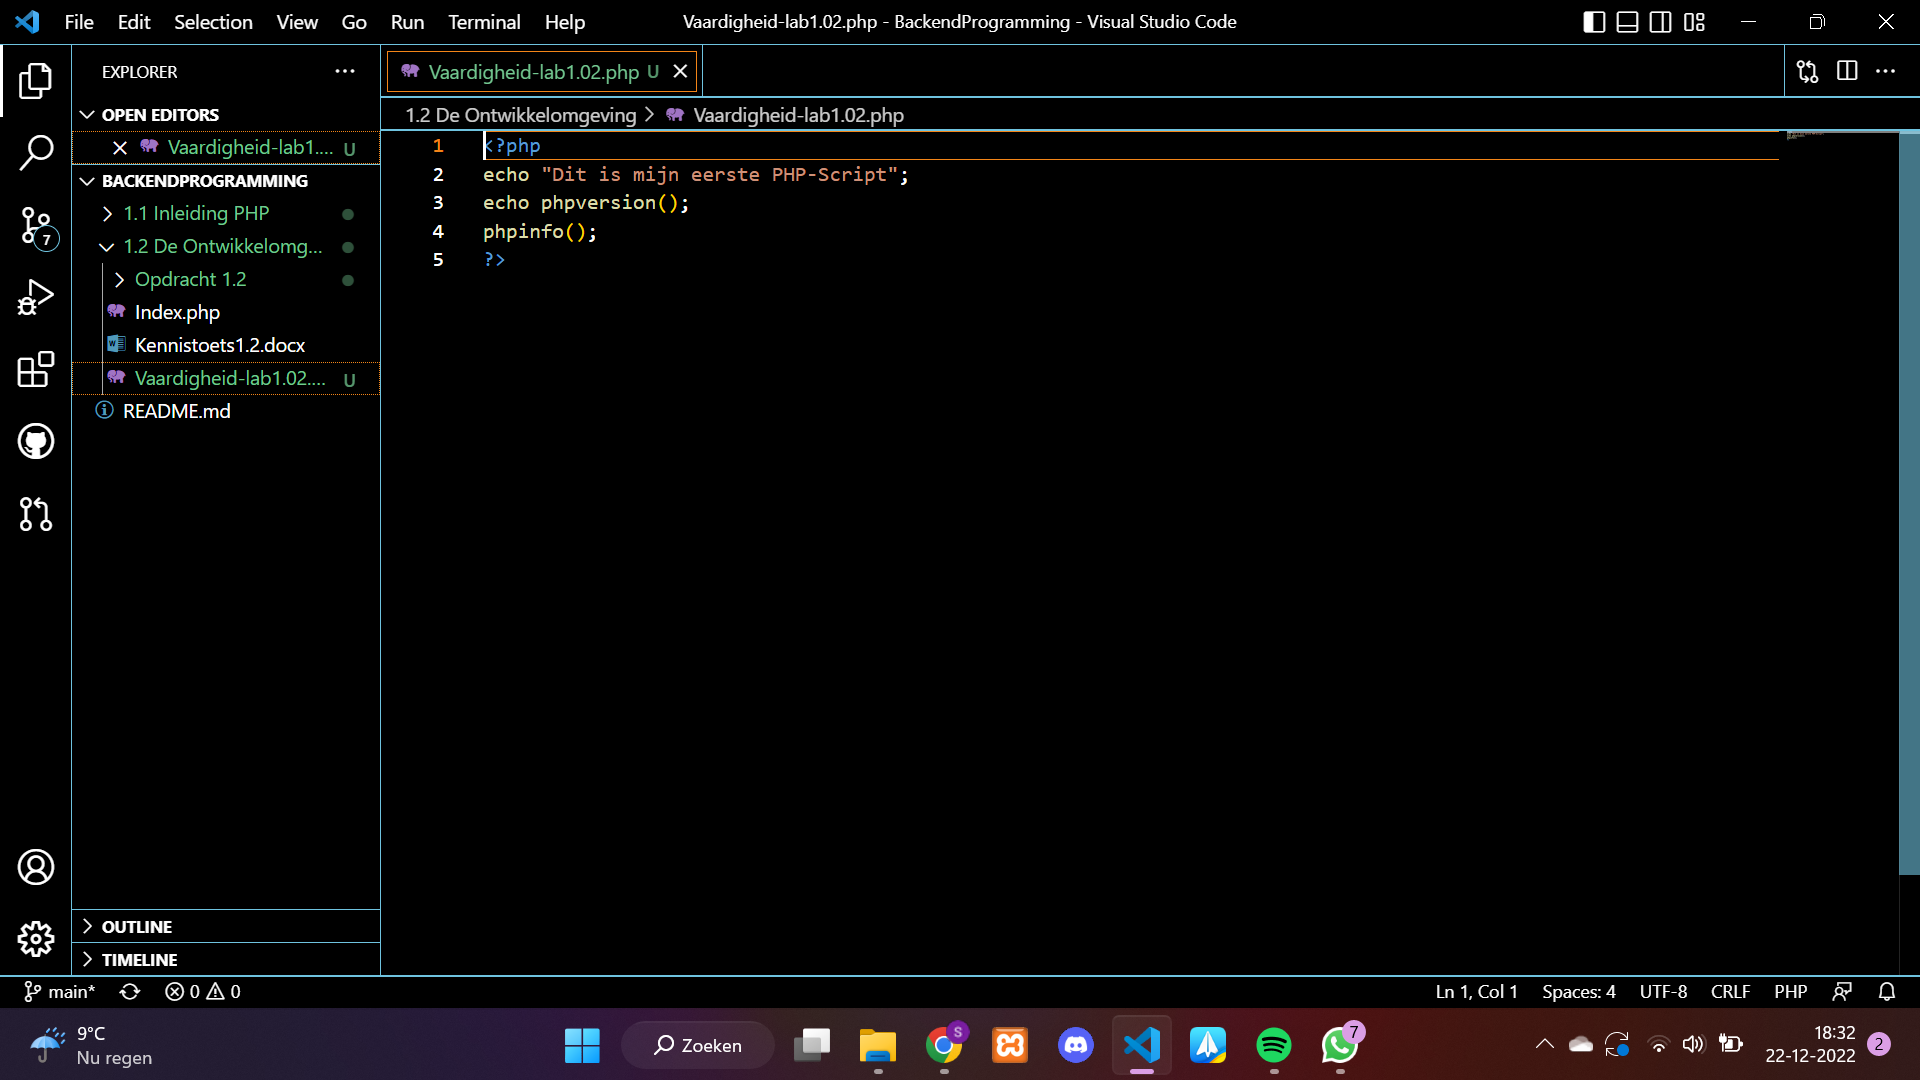 File Edit Selection View Go Run Terminal Help
Vaardigheid-lab1.02.php - BackendProgramming - Visual Studio Code
EXPLORER
OPEN EDITORS
Vaardigheid-lab1.... U
BACKENDPROGRAMMING
1.1 Inleiding PHP
1.2 De Ontwikkelomg...
Opdracht 1.2
Index.php
Kennistoets1.2.docx
Vaardigheid-lab1.02.... U
README.md
7
OUTLINE
TIMELINE
Vaardigheid-lab1.02.php U
1.2 De Ontwikkelomgeving > Vaardigheid-lab1.02.php
1 <?php
2 echo "Dit is mijn eerste PHP-Script";
3 echo phpversion();
4 phpinfo();
5 ?>
main* 0 0
Ln 1, Col 1 Spaces: 4 UTF-8 CRLF PHP
9°C
Nu regen
Zoeken
S
7
18:32
22-12-2022
2